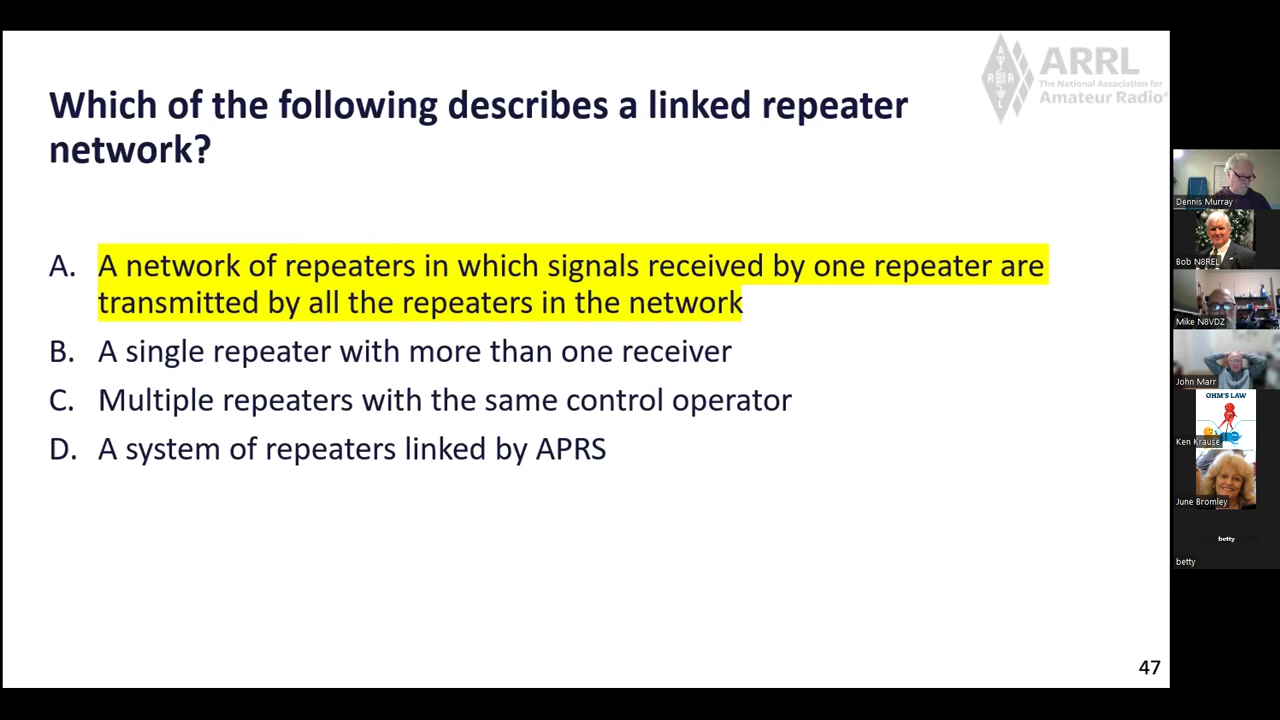 ARRL
The National Association for
Amateur Radio®
Which of the following describes a linked repeater
network?
A. A network of repeaters in which signals received by one repeater are
transmitted by all the repeaters in the network
B. A single repeater with more than one receiver
C. Multiple repeaters with the same control operator
D. A system of repeaters linked by APRS
47
Dennis Murray
Bob N8REL
Mike N8VDZ
John Marr
OHM'S LAW
Ken Krause
June Bromley
betty
betty